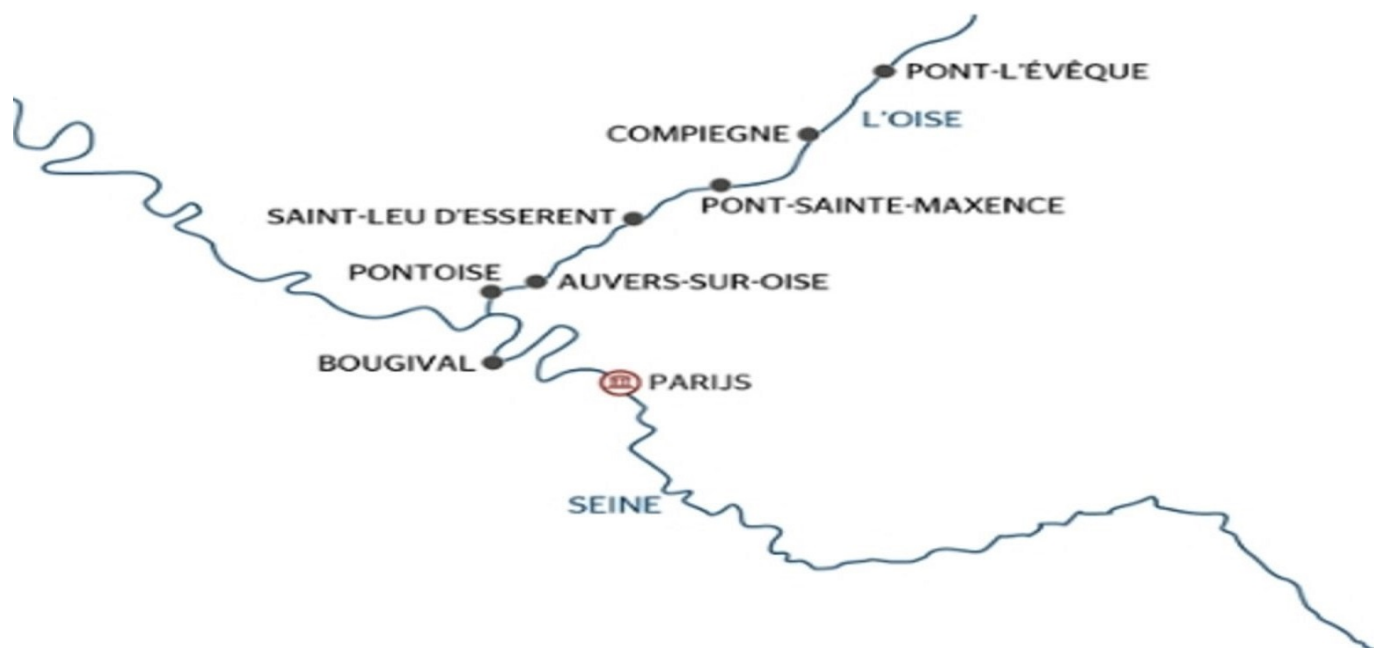 PONT-L'ÉVÊQUE
L'OISE
COMPIEGNE
PONT-SAINTE-MAXENCE
SAINT-LEU D'ESSERENT
PONTOISE
AUVERS-SUR-OISE
BOUGIVAL
PARIJS
SEINE